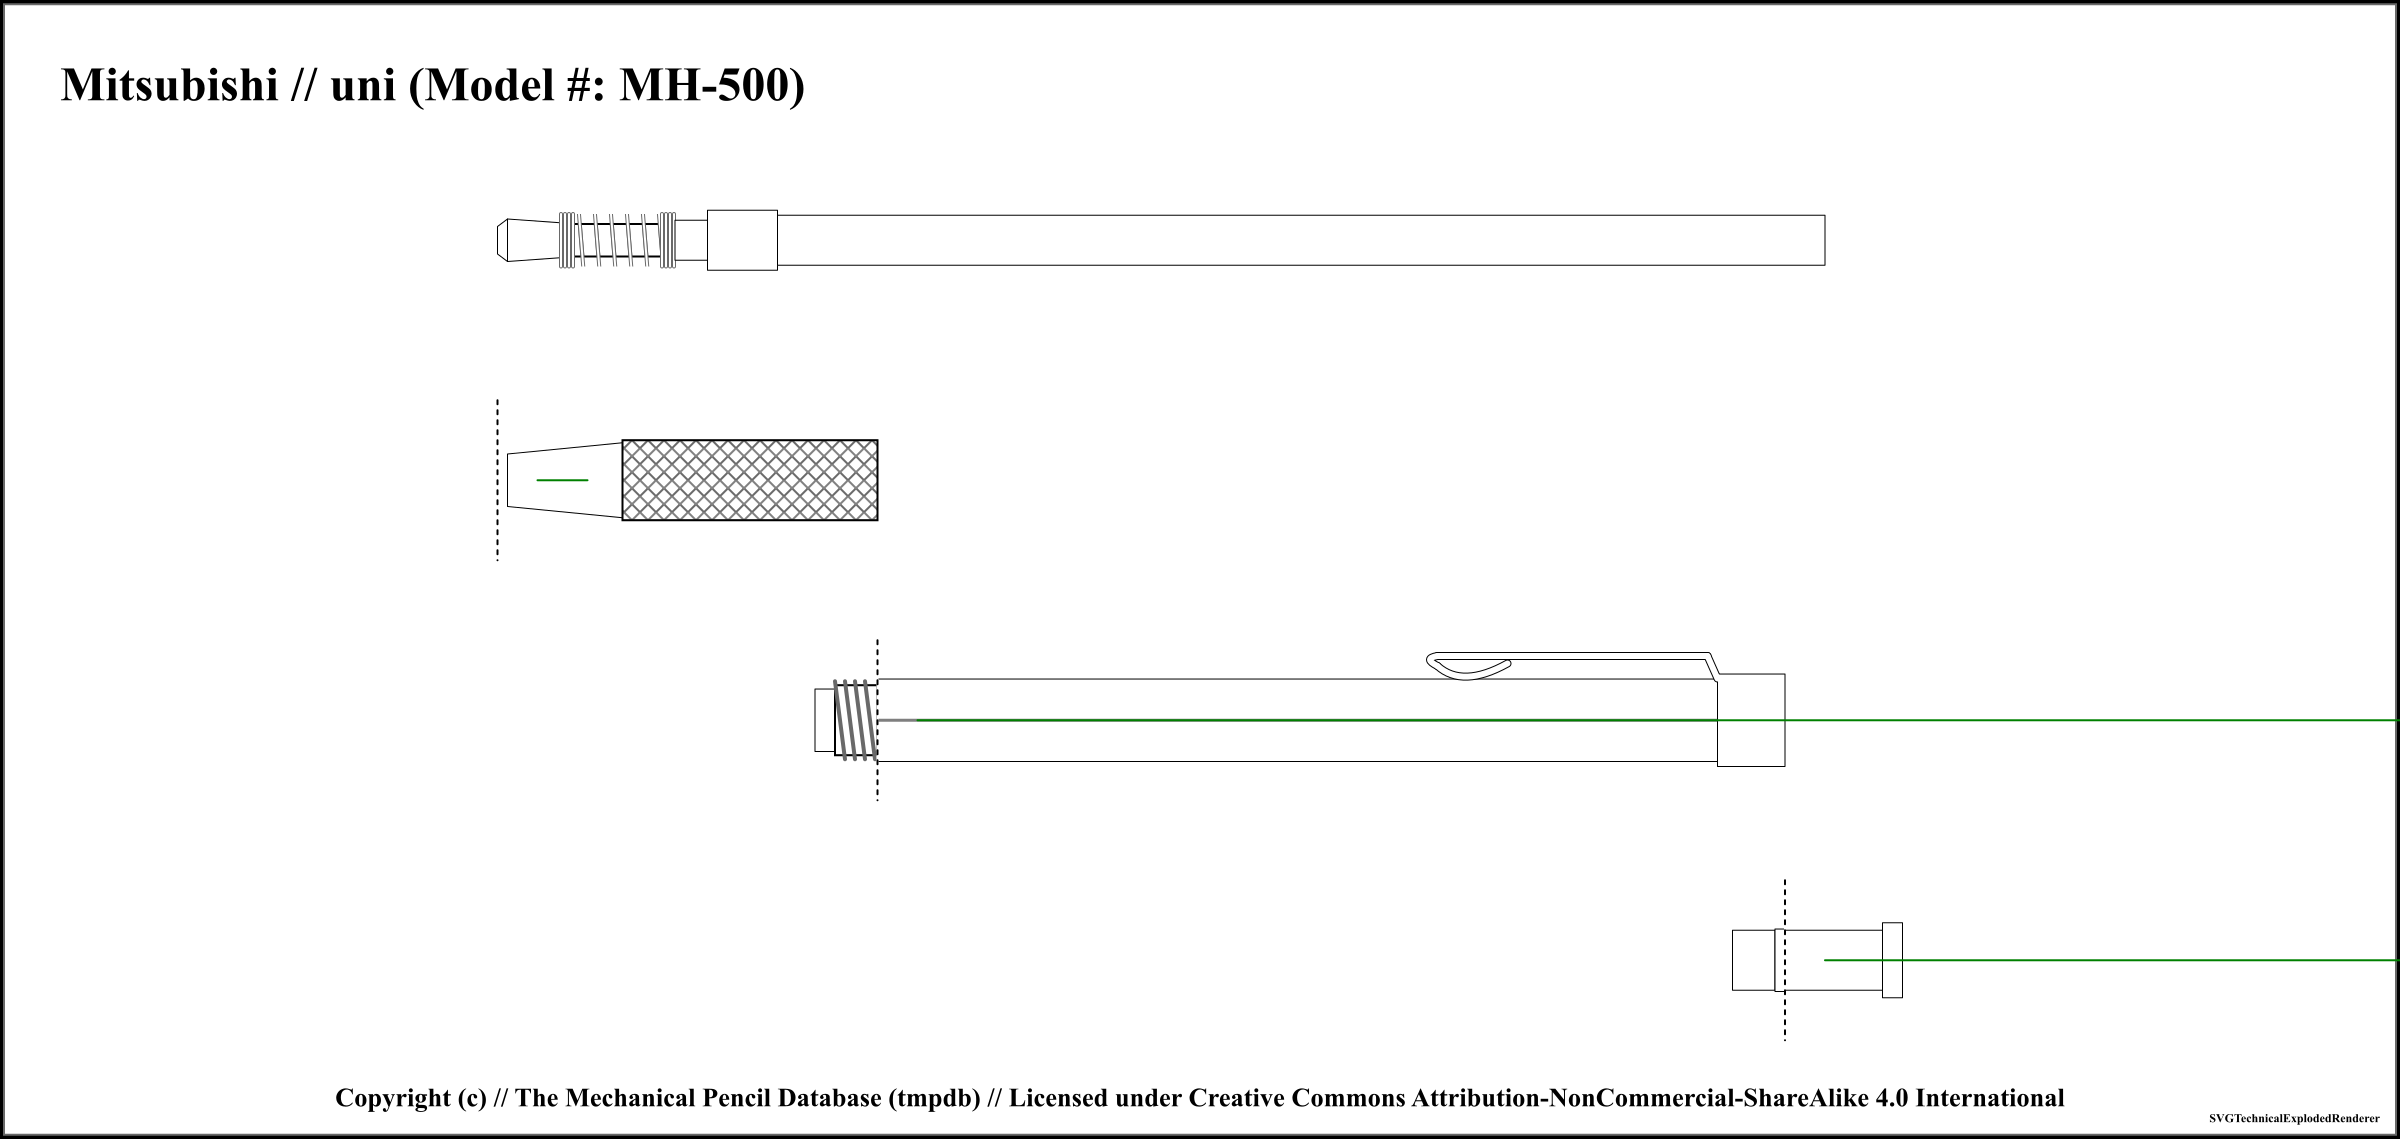 Mitsubishi // uni (Model #: MH-500)
Copyright (c) // The Mechanical Pencil Database (tmpdb) // Licensed under Creative Commons Attribution-NonCommercial-ShareAlike 4.0 International
SVGTechnicalExplodedRenderer